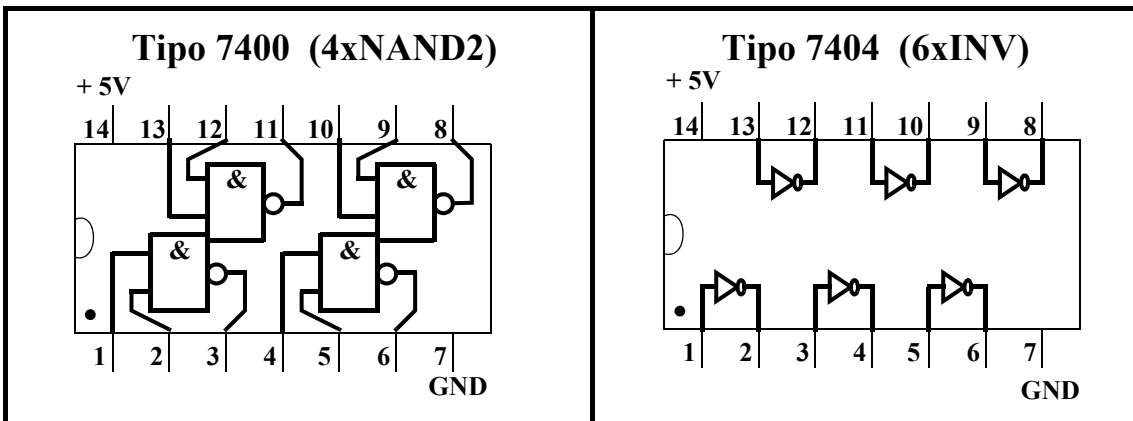 Tipo 7400 (4xNAND2)
+ 5V
14 13 12 11 10 9 8
&
&
&
&
1 2 3 4 5 6 7
GND
Tipo 7404 (6xINV)
+ 5V
14 13 12 11 10 9 8
1 2 3 4 5 6 7
GND